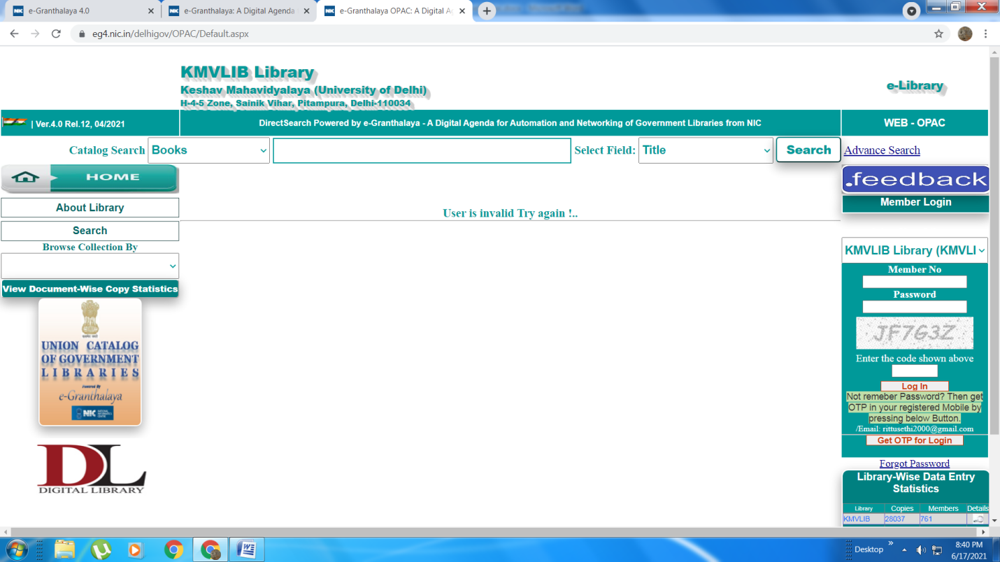 e-Granthalaya 4.0
e-Granthalaya: A Digital Agenda
e-Granthalaya OPAC: A Digital Ag
eg4.nic.in/delhigov/OPAC/Default.aspx
KMVLIB Library
Keshav Mahavidyalaya (University of Delhi)
H-4-5 Zone, Sainik Vihar, Pitampura, Delhi-110034
e-Library
| Ver.4.0 Rel.12, 04/2021
DirectSearch Powered by e-Granthalaya - A Digital Agenda for Automation and Networking of Government Libraries from NIC
WEB - OPAC
Catalog Search Books Select Field: Title Search Advance Search
HOME
.feedback
About Library
Member Login
User is invalid Try again !..
Search
Browse Collection By
View Document-Wise Copy Statistics
UNION CATALOG
OF GOVERNMENT
LIBRARIES
Powered By
e-Granthalaya
NIC
DL
DIGITAL LIBRARY
KMVLIB Library (KMVLI
Member No
Password
JF7G3Z
Enter the code shown above
Log In
Not remeber Password? Then get
OTP in your registered Mobile by
pressing below Button.
/Email: rittusethi2000@gmail.com
Get OTP for Login
Forgot Password
Library-Wise Data Entry
Statistics
Library Copies Members Details
KMVLIB 28037 761
Desktop
8:40 PM
6/17/2021